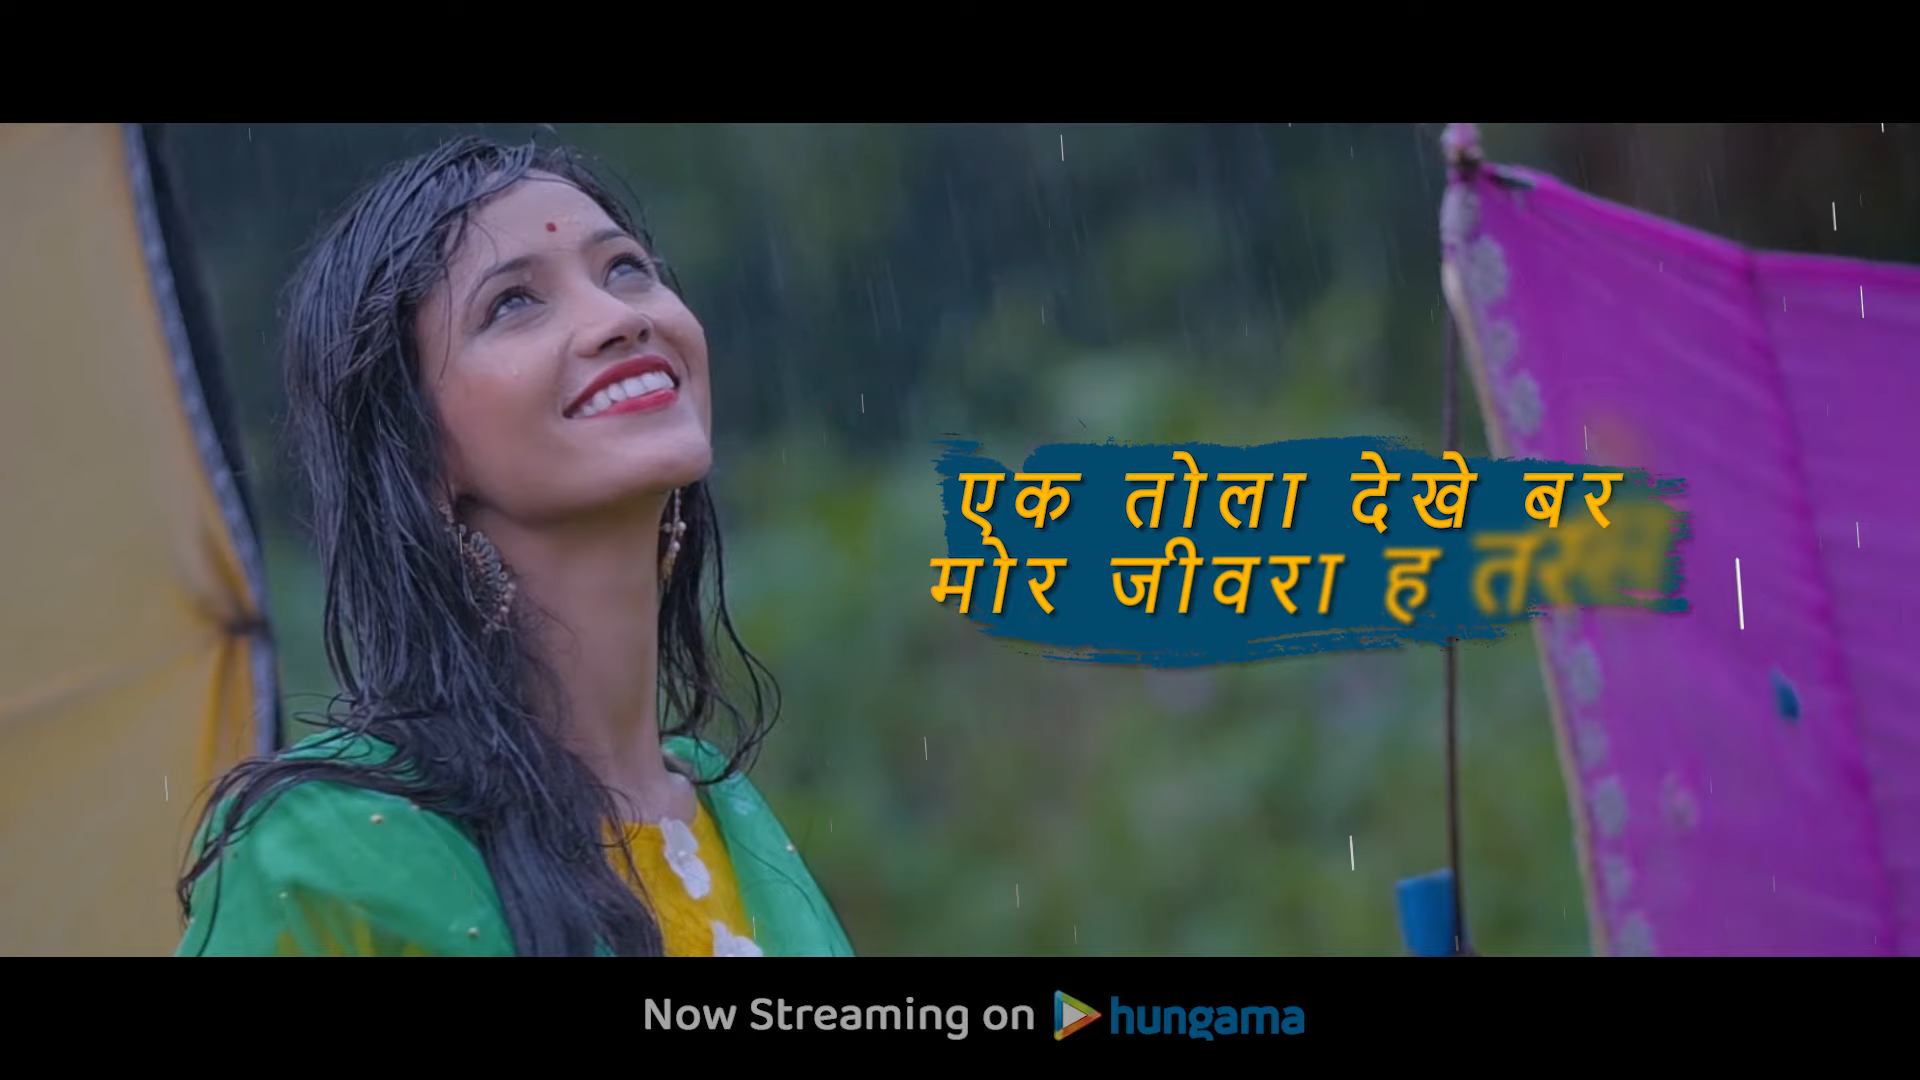 एक तोला देखे बर
मोर जीवरा ह
Now Streaming on hungama